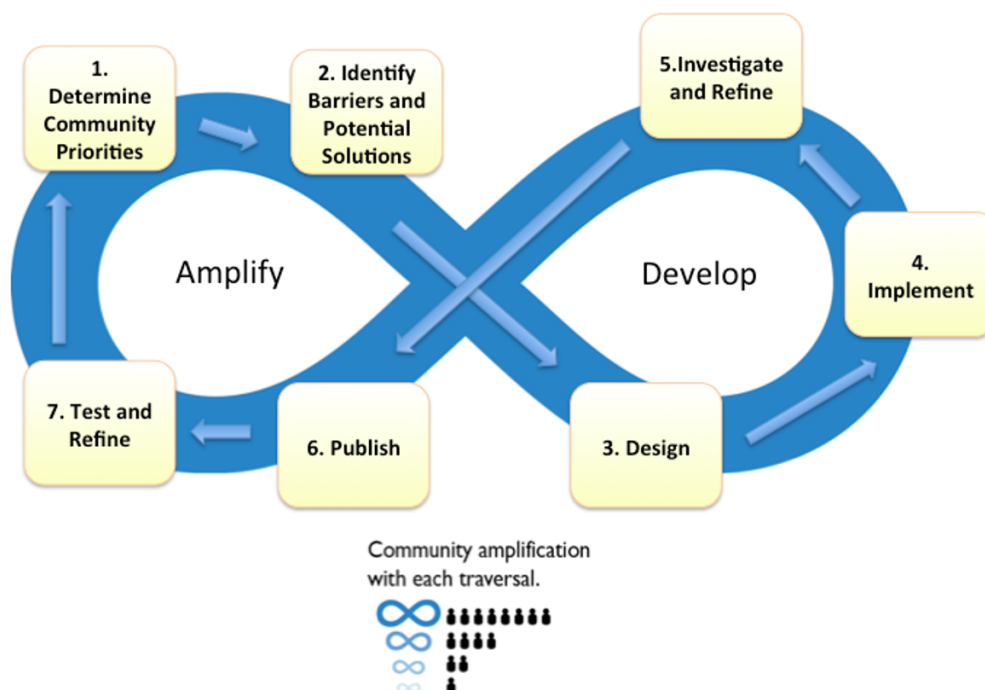 1.
Determine
Community
Priorities
2. Identify
Barriers and
Potential
Solutions
5.Investigate
and Refine
Amplify
Develop
4.
Implement
7. Test and
Refine
6. Publish
3. Design
Community amplification
with each traversal.